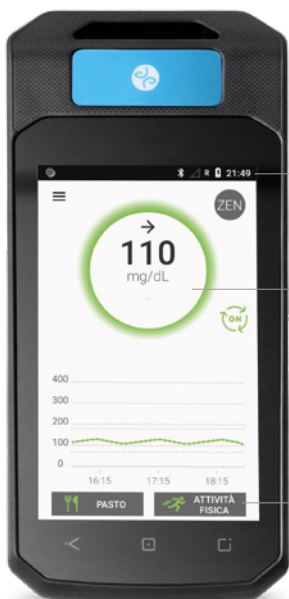 R 21:49
ZEN
110
mg/dL
--
ON
400
300
200
100
0
16:15 17:15 18:15
PASTO
ATTIVITÀ
FISICA